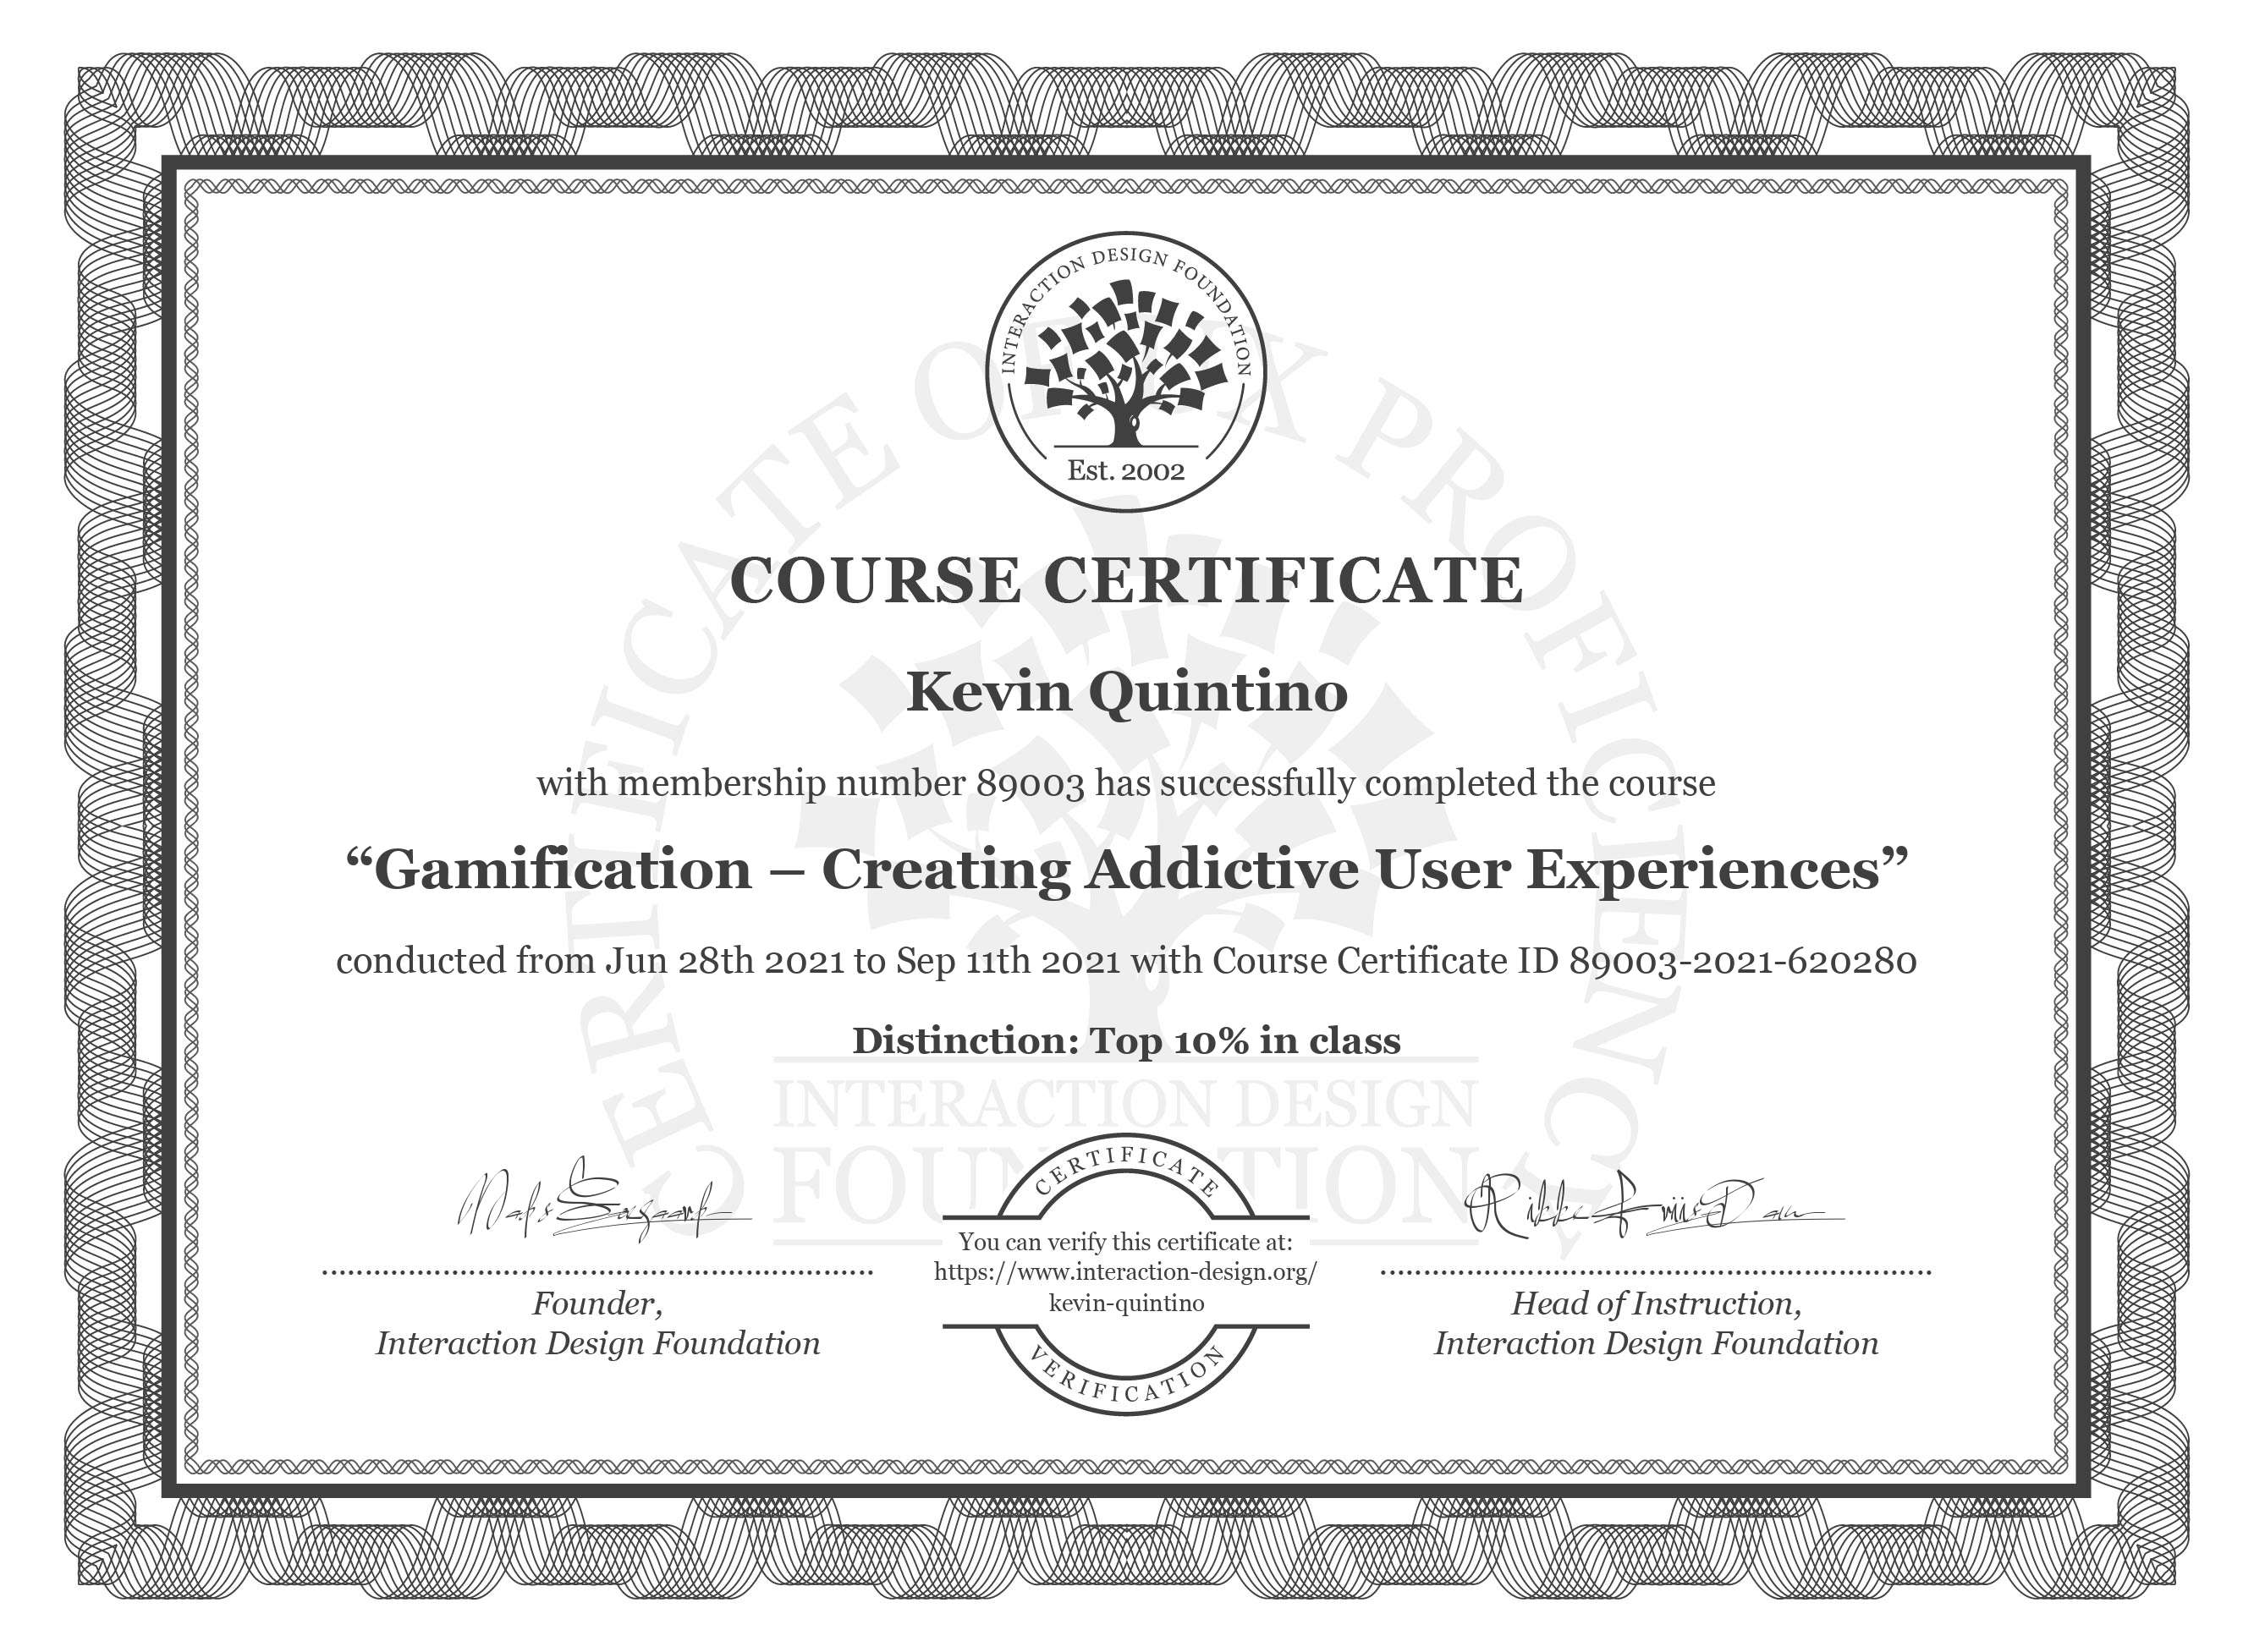 INTERACTION DESIGN FOUNDATION
Est. 2002
CERTIFICATE OF UX PROFICIENCY
COURSE CERTIFICATE
Kevin Quintino
with membership number 89003 has successfully completed the course
“Gamification – Creating Addictive User Experiences”
conducted from Jun 28th 2021 to Sep 11th 2021 with Course Certificate ID 89003-2021-620280
Distinction: Top 10% in class
INTERACTION DESIGN
FOUNDATION
Founder,
Interaction Design Foundation
CERTIFICATE
You can verify this certificate at:
https://www.interaction-design.org/
kevin-quintino
VERIFICATION
Rikke Friis Dam
Head of Instruction,
Interaction Design Foundation